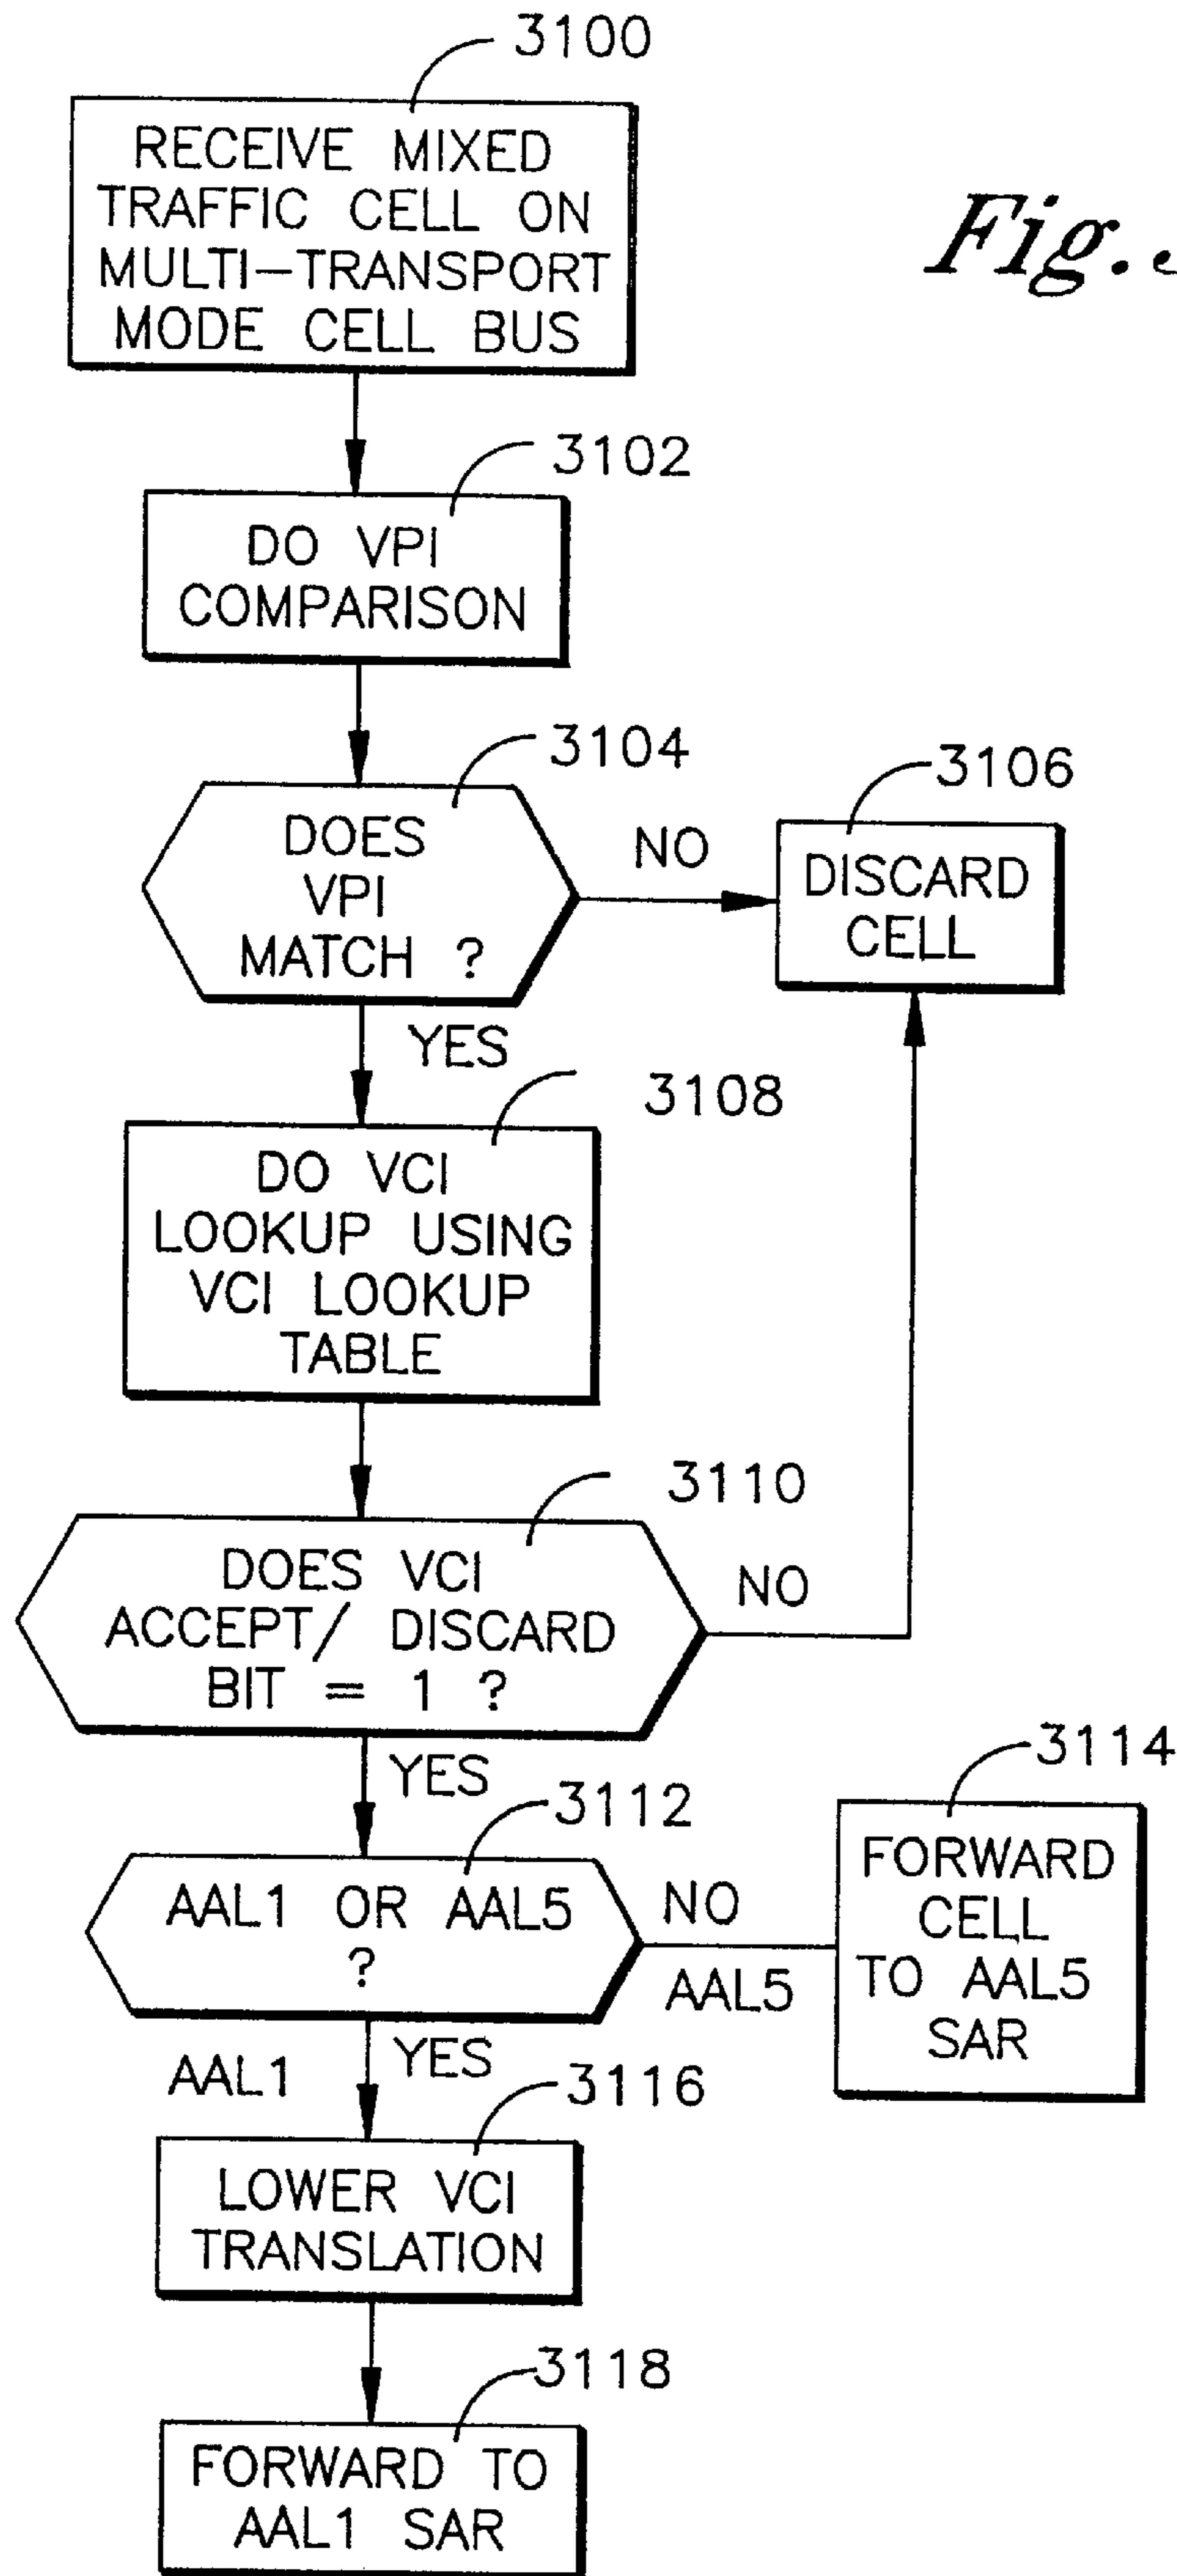 3100
RECEIVE MIXED
TRAFFIC CELL ON
MULTI-TRANSPORT
MODE CELL BUS
Fig.
3102
DO VPI
COMPARISON
3104
DOES
VPI
MATCH ?
NO
3106
DISCARD
CELL
YES
3108
DO VCI
LOOKUP USING
VCI LOOKUP
TABLE
3110
DOES VCI
ACCEPT/ DISCARD
BIT = 1 ?
NO
YES
3112
AAL1 OR AAL5
?
NO
AAL5
3114
FORWARD
CELL
TO AAL5
SAR
AAL1
YES
3116
LOWER VCI
TRANSLATION
3118
FORWARD TO
AAL1 SAR